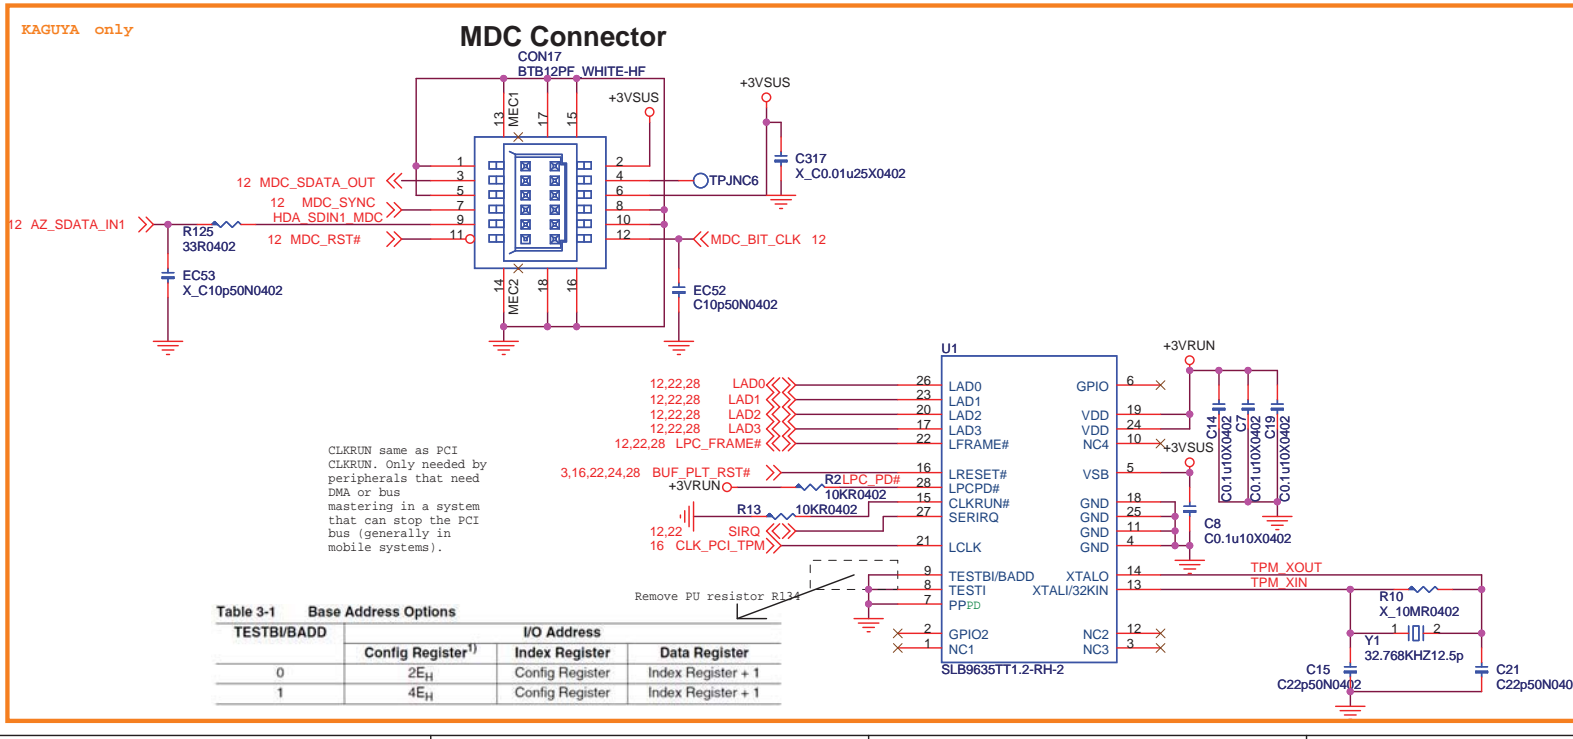 KAGUYA only
MDC Connector
CON17
BTB12PF_WHITE-HF
+3VSUS
+3VSUS
13
MEC1
17
15
1
3
5
7
9
11
2
4
6
8
10
12
14
MEC2
18
16
12 MDC_SDATA_OUT
12 MDC_SYNC
HDA_SDIN1_MDC
12 AZ_SDATA_IN1
12 MDC_RST#
R125
33R0402
EC53
X_C10p50N0402
TPJNC6
C317
X_C0.01u25X0402
MDC_BIT_CLK 12
EC52
C10p50N0402
U1
12,22,28 LAD0
12,22,28 LAD1
12,22,28 LAD2
12,22,28 LAD3
12,22,28 LPC_FRAME#
3,16,22,24,28 BUF_PLT_RST#
+3VRUN
R2
LPC_PD#
10KR0402
R13
10KR0402
12,22 SIRQ
16 CLK_PCI_TPM
26 LAD0
23 LAD1
20 LAD2
17 LAD3
22 LFRAME#
16 LRESET#
28 LPCPD#
15 CLKRUN#
27 SERIRQ
21 LCLK
9 TESTBI/BADD
8 TESTI
7 PP PD
2 GPIO2
1 NC1
GPIO 6
VDD 19
VDD 24
NC4 10
VSB 5
GND 18
GND 25
GND 11
GND 4
XTALO 14
XTALI/32KIN 13
NC2 12
NC3 3
SLB9635TT1.2-RH-2
+3VRUN
C14
C0.1u10X0402
C7
C0.1u10X0402
C19
C0.1u10X0402
+3VSUS
C8
C0.1u10X0402
TPM_XOUT
TPM_XIN
R10
X_10MR0402
1
2
Y1
32.768KHZ12.5p
C15
C22p50N0402
C21
C22p50N040
CLKRUN same as PCI
CLKRUN. Only needed by
peripherals that need
DMA or bus
mastering in a system
that can stop the PCI
bus (generally in
mobile systems).
Remove PU resistor R134
Table 3-1 Base Address Options
TESTBI/BADD I/O Address
Config Register1) Index Register Data Register
0 2EH Config Register Index Register + 1
1 4EH Config Register Index Register + 1